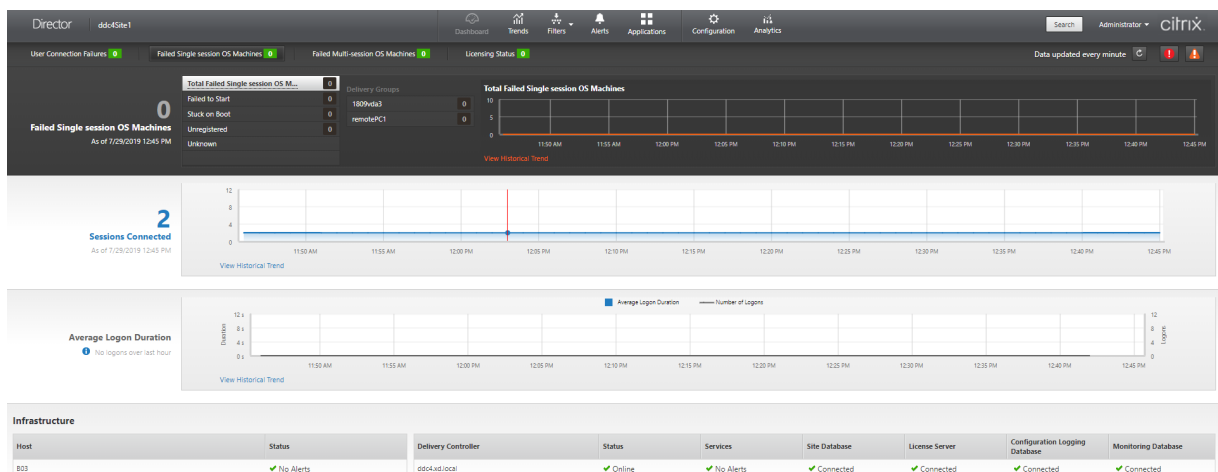 Director ddc4Site1 Dashboard Trends Filters Alerts Applications Configuration Analytics Search Administrator citrix
User Connection Failures 0 Failed Single session OS Machines 0 Failed Multi-session OS Machines 0 Licensing Status 0 Data updated every minute
0
Failed Single session OS Machines
As of 7/29/2019 12:45 PM
Total Failed Single session OS M... 0
Failed to Start 0
Stuck on Boot 0
Unregistered 0
Unknown
Delivery Groups
1809vda3 0
remotePC1 0
Total Failed Single session OS Machines
10
5
0
11:50 AM 11:55 AM 12:00 PM 12:05 PM 12:10 PM 12:15 PM 12:20 PM 12:25 PM 12:30 PM 12:35 PM 12:40 PM 12:45 PM
View Historical Trend
2
Sessions Connected
As of 7/29/2019 12:45 PM
12
8
4
0
11:50 AM 11:55 AM 12:00 PM 12:05 PM 12:10 PM 12:15 PM 12:20 PM 12:25 PM 12:30 PM 12:35 PM 12:40 PM 12:45 PM
View Historical Trend
Average Logon Duration
No logons over last hour
Average Logon Duration Number of Logons
Duration
12 s
8 s
4 s
0 s
12
8
4
0
Logons
11:50 AM 11:55 AM 12:00 PM 12:05 PM 12:10 PM 12:15 PM 12:20 PM 12:25 PM 12:30 PM 12:35 PM 12:40 PM 12:45 PM
View Historical Trend
Infrastructure
Host Status Delivery Controller Status Services Site Database License Server Configuration Logging Database Monitoring Database
B03 No Alerts ddc4.xd.local Online No Alerts Connected Connected Connected Connected